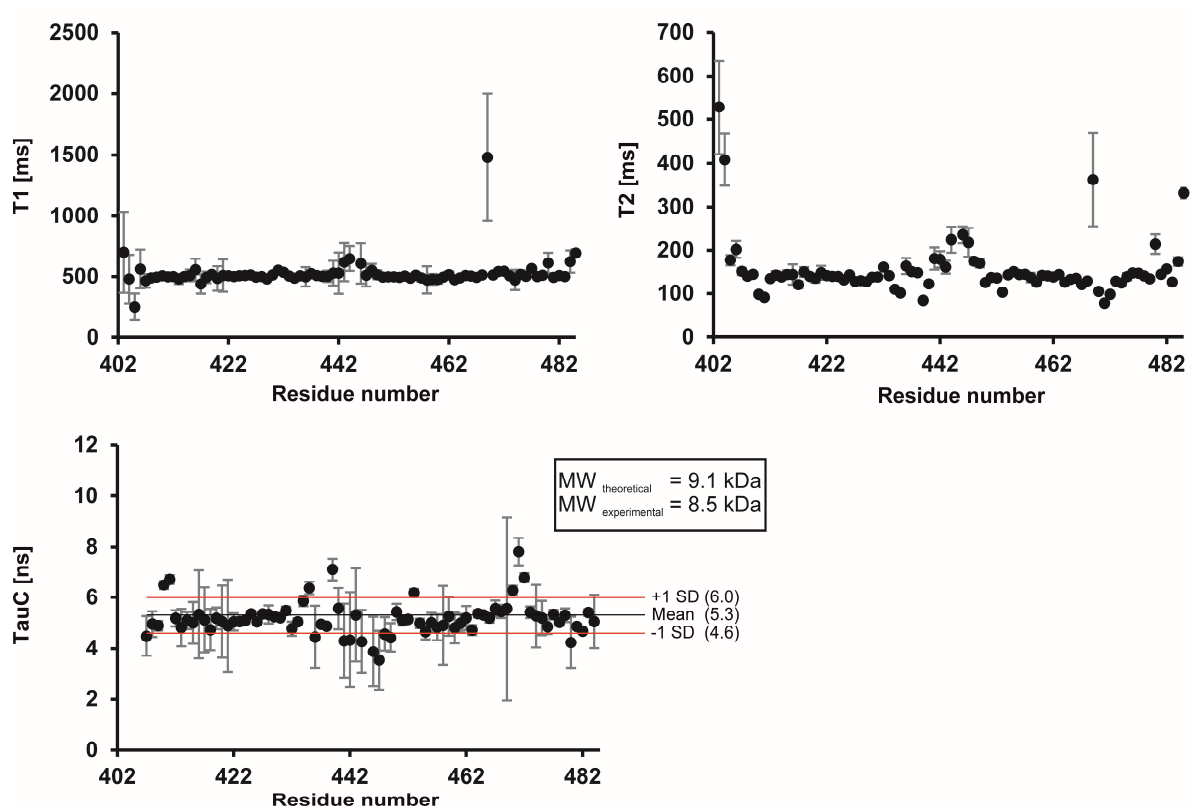 2500
2000
1500
1000
500
0
T1 [ms]
402 422 442 462 482
Residue number
700
600
500
400
300
200
100
0
T2 [ms]
402 422 442 462 482
Residue number
12
10
8
6
4
2
0
TauC [ns]
402 422 442 462 482
Residue number
MW theoretical = 9.1 kDa
MW experimental = 8.5 kDa
+1 SD (6.0)
Mean (5.3)
-1 SD (4.6)